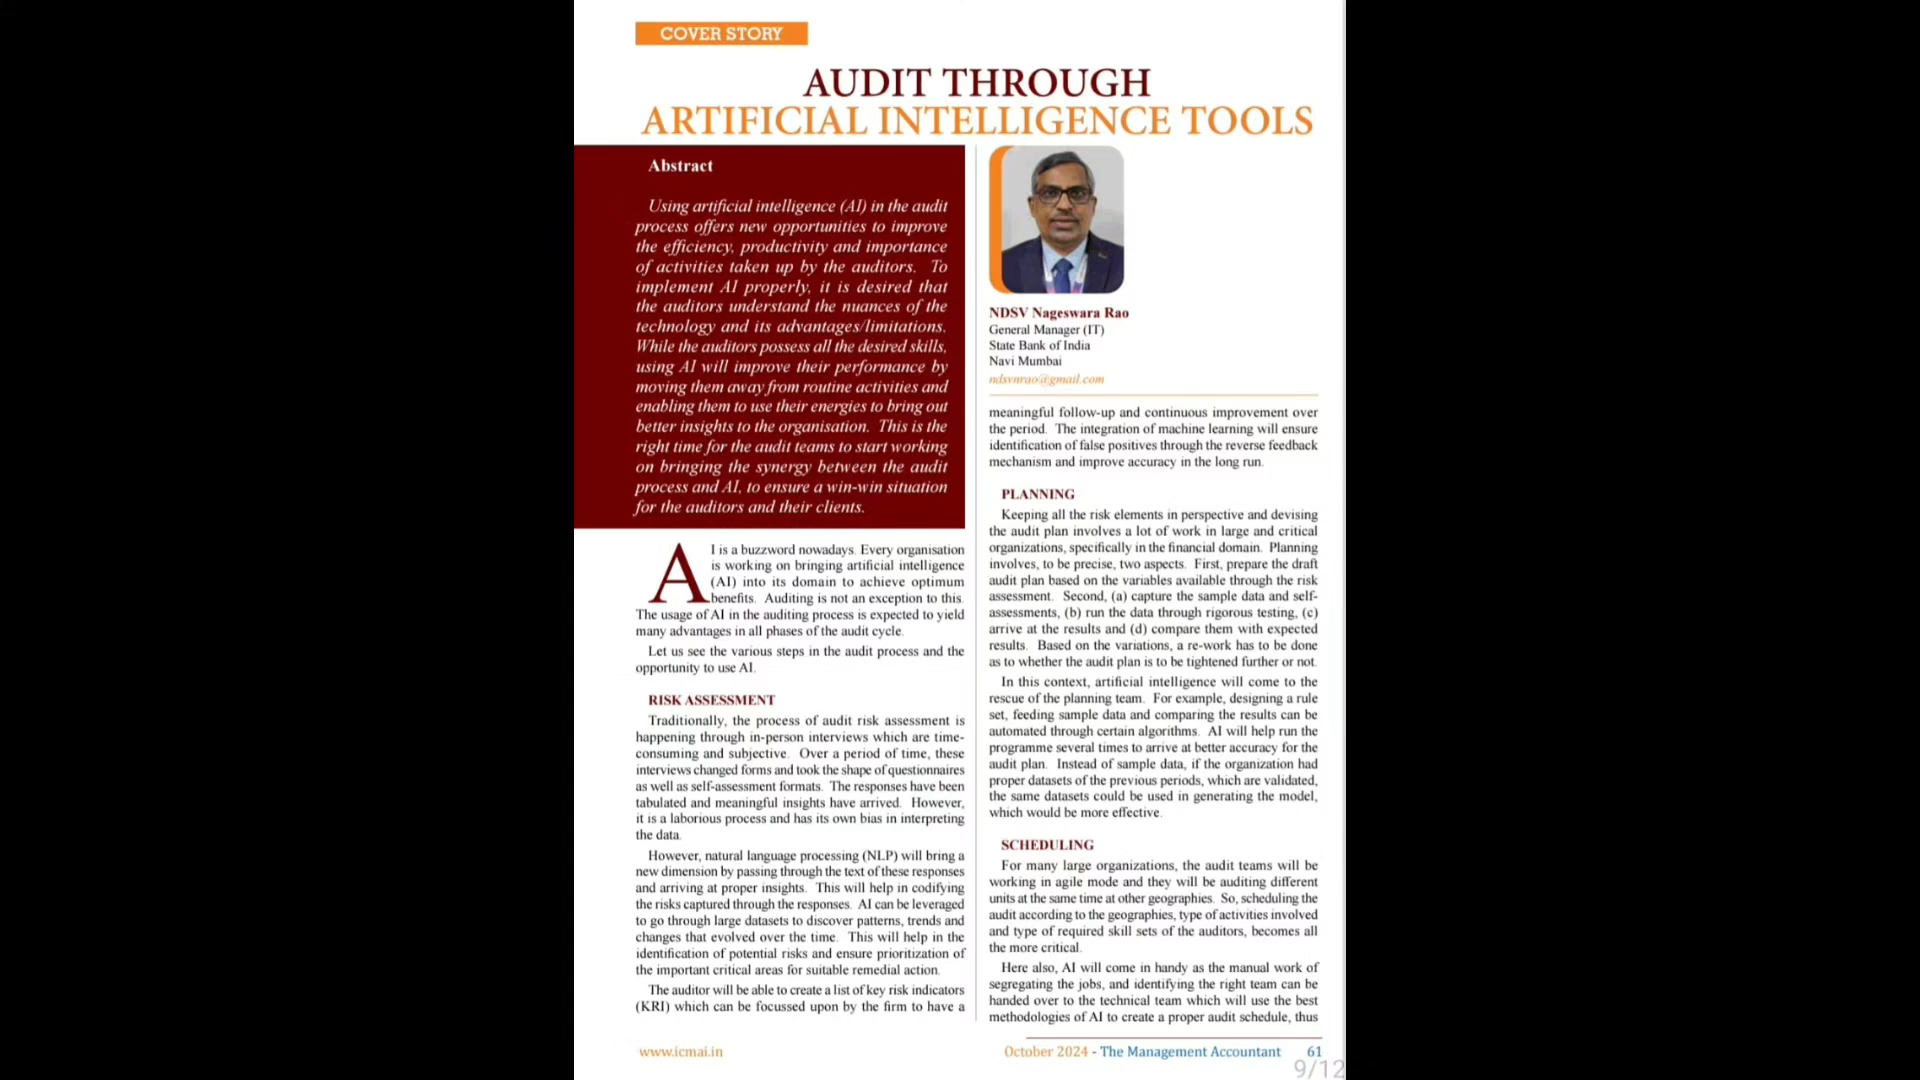 COVER STORY
AUDIT THROUGH
ARTIFICIAL INTELLIGENCE TOOLS
Abstract
Using artificial intelligence (AI) in the audit
process offers new opportunities to improve
the efficiency, productivity and importance
of activities taken up by the auditors. To
implement AI properly, it is desired that
the auditors understand the nuances of the
technology and its advantages/limitations.
While the auditors possess all the desired skills,
using AI will improve their performance by
moving them away from routine activities and
enabling them to use their energies to bring out
better insights to the organisation. This is the
right time for the audit teams to start working
on bringing the synergy between the audit
process and AI, to ensure a win-win situation
for the auditors and their clients.
AI is a buzzword nowadays. Every organisation
is working on bringing artificial intelligence
(AI) into its domain to achieve optimum
benefits. Auditing is not an exception to this.
The usage of AI in the auditing process is expected to yield
many advantages in all phases of the audit cycle.
Let us see the various steps in the audit process and the
opportunity to use AI.
RISK ASSESSMENT
Traditionally, the process of audit risk assessment is
happening through in-person interviews which are time-
consuming and subjective. Over a period of time, these
interviews changed forms and took the shape of questionnaires
as well as self-assessment formats. The responses have been
tabulated and meaningful insights have arrived. However,
it is a laborious process and has its own bias in interpreting
the data.
However, natural language processing (NLP) will bring a
new dimension by passing through the text of these responses
and arriving at proper insights. This will help in codifying
the risks captured through the responses. AI can be leveraged
to go through large datasets to discover patterns, trends and
changes that evolved over the time. This will help in the
identification of potential risks and ensure prioritization of
the important critical areas for suitable remedial action.
The auditor will be able to create a list of key risk indicators
(KRI) which can be focussed upon by the firm to have a
NDSV Nageswara Rao
General Manager (IT)
State Bank of India
Navi Mumbai
ndsvnrao@gmail.com
meaningful follow-up and continuous improvement over
the period. The integration of machine learning will ensure
identification of false positives through the reverse feedback
mechanism and improve accuracy in the long run.
PLANNING
Keeping all the risk elements in perspective and devising
the audit plan involves a lot of work in large and critical
organizations, specifically in the financial domain. Planning
involves, to be precise, two aspects. First, prepare the draft
audit plan based on the variables available through the risk
assessment. Second, (a) capture the sample data and self-
assessments, (b) run the data through rigorous testing, (c)
arrive at the results and (d) compare them with expected
results. Based on the variations, a re-work has to be done
as to whether the audit plan is to be tightened further or not.
In this context, artificial intelligence will come to the
rescue of the planning team. For example, designing a rule
set, feeding sample data and comparing the results can be
automated through certain algorithms. AI will help run the
programme several times to arrive at better accuracy for the
audit plan. Instead of sample data, if the organization had
proper datasets of the previous periods, which are validated,
the same datasets could be used in generating the model,
which would be more effective.
SCHEDULING
For many large organizations, the audit teams will be
working in agile mode and they will be auditing different
units at the same time at other geographies. So, scheduling the
audit according to the geographies, type of activities involved
and type of required skill sets of the auditors, becomes all
the more critical.
Here also, AI will come in handy as the manual work of
segregating the jobs, and identifying the right team can be
handed over to the technical team which will use the best
methodologies of AI to create a proper audit schedule, thus
www.icmai.in
October 2024 - The Management Accountant 61
9/12